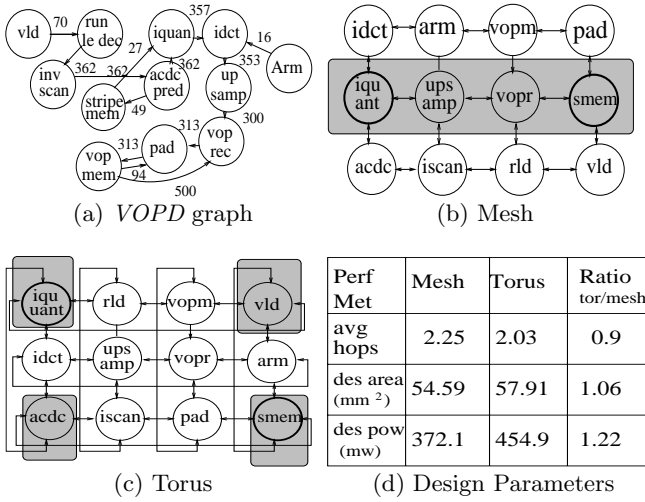 vld 70 run le dec 357 iquan idct 16 Arm
27
inv scan 362 362 acdc pred 362 353 up samp
stripe mem 49
300
vop rec
313 pad 313
vop mem 94
500
(a) VOPD graph
idct arm vopm pad
iqu ant ups amp vopr smem
acdc iscan rld vld
(b) Mesh
iqu uant rld vopm vld
idct ups amp vopr arm
acdc iscan pad smem
(c) Torus
Perf Met Mesh Torus Ratio tor/mesh
avg hops 2.25 2.03 0.9
des area (mm 2) 54.59 57.91 1.06
des pow (mw) 372.1 454.9 1.22
(d) Design Parameters